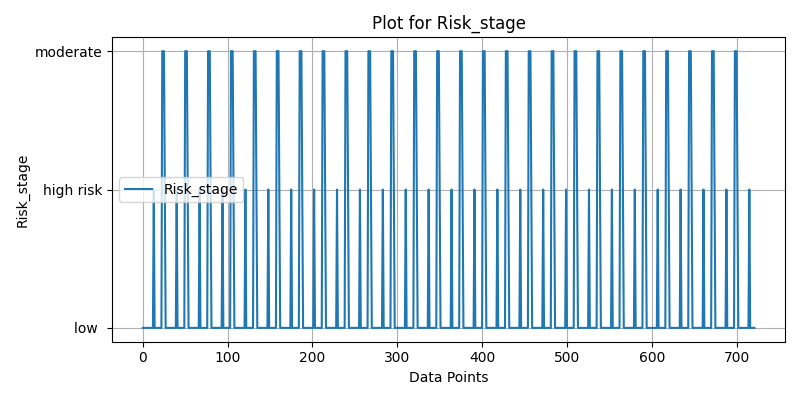 Plot for Risk_stage
moderate
high risk
low
Risk_stage
Risk_stage
0 100 200 300 400 500 600 700
Data Points